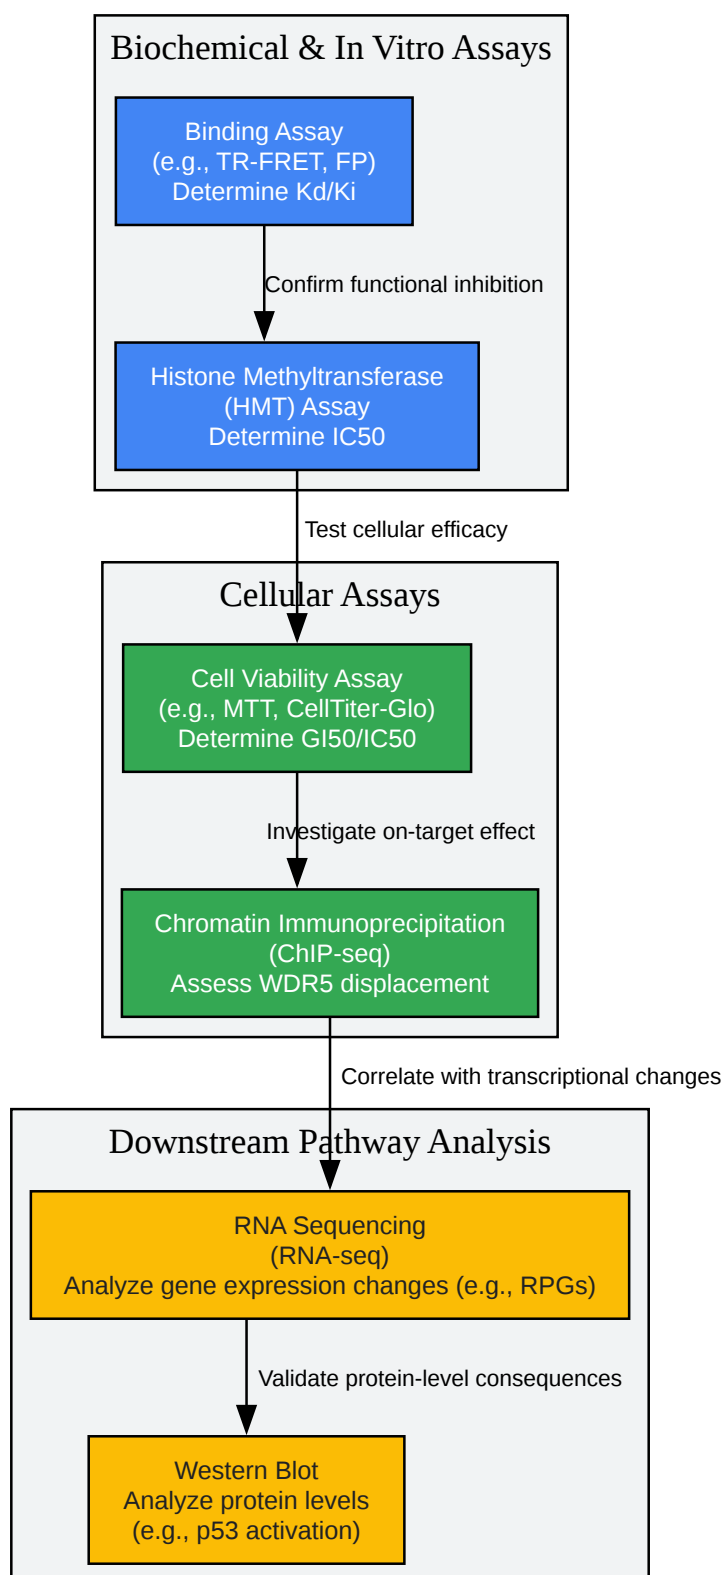 Biochemical & In Vitro Assays
Binding Assay
(e.g., TR-FRET, FP)
Determine Kd/Ki
Confirm functional inhibition
Histone Methyltransferase
(HMT) Assay
Determine IC50
Test cellular efficacy
Cellular Assays
Cell Viability Assay
(e.g., MTT, CellTiter-Glo)
Determine GI50/IC50
Investigate on-target effect
Chromatin Immunoprecipitation
(ChIP-seq)
Assess WDR5 displacement
Correlate with transcriptional changes
Downstream Pathway Analysis
RNA Sequencing
(RNA-seq)
Analyze gene expression changes (e.g., RPGs)
Validate protein-level consequences
Western Blot
Analyze protein levels
(e.g., p53 activation)